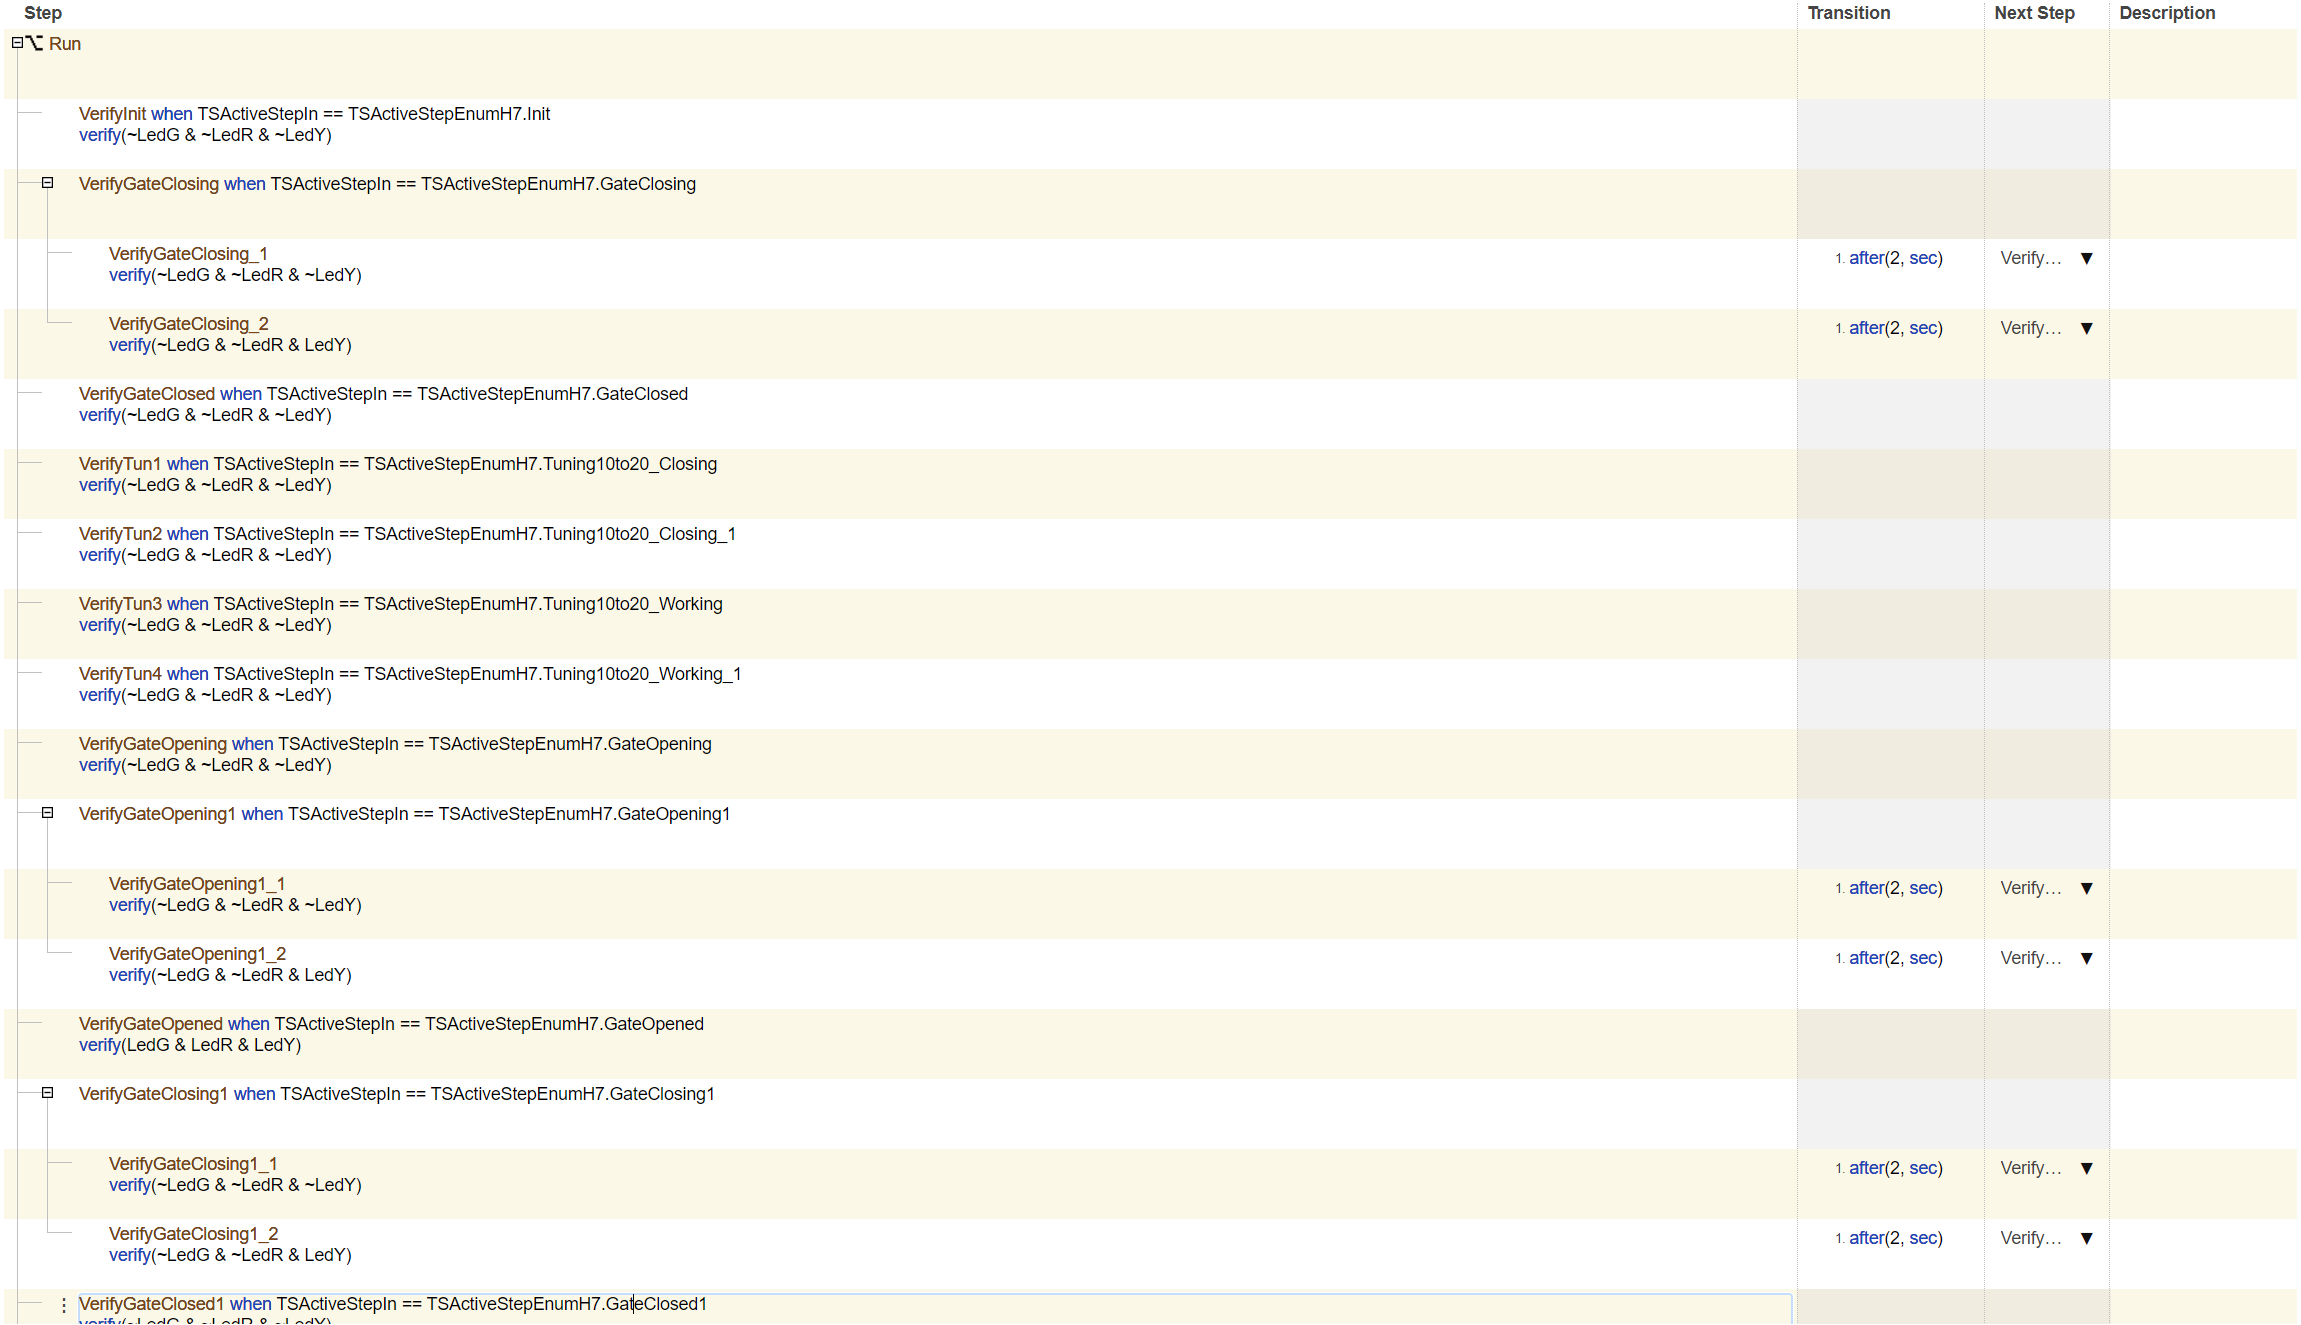 Step Transition Next Step Description
Run
VerifyInit when TSActiveStepIn == TSActiveStepEnumH7.Init
verify(~LedG & ~LedR & ~LedY)
VerifyGateClosing when TSActiveStepIn == TSActiveStepEnumH7.GateClosing
VerifyGateClosing_1
verify(~LedG & ~LedR & ~LedY)
1. after(2, sec) Verify...
VerifyGateClosing_2
verify(~LedG & ~LedR & LedY)
1. after(2, sec) Verify...
VerifyGateClosed when TSActiveStepIn == TSActiveStepEnumH7.GateClosed
verify(~LedG & ~LedR & ~LedY)
VerifyTun1 when TSActiveStepIn == TSActiveStepEnumH7.Tuning10to20_Closing
verify(~LedG & ~LedR & ~LedY)
VerifyTun2 when TSActiveStepIn == TSActiveStepEnumH7.Tuning10to20_Closing_1
verify(~LedG & ~LedR & ~LedY)
VerifyTun3 when TSActiveStepIn == TSActiveStepEnumH7.Tuning10to20_Working
verify(~LedG & ~LedR & ~LedY)
VerifyTun4 when TSActiveStepIn == TSActiveStepEnumH7.Tuning10to20_Working_1
verify(~LedG & ~LedR & ~LedY)
VerifyGateOpening when TSActiveStepIn == TSActiveStepEnumH7.GateOpening
verify(~LedG & ~LedR & ~LedY)
VerifyGateOpening1 when TSActiveStepIn == TSActiveStepEnumH7.GateOpening1
VerifyGateOpening1_1
verify(~LedG & ~LedR & ~LedY)
1. after(2, sec) Verify...
VerifyGateOpening1_2
verify(~LedG & ~LedR & LedY)
1. after(2, sec) Verify...
VerifyGateOpened when TSActiveStepIn == TSActiveStepEnumH7.GateOpened
verify(LedG & LedR & LedY)
VerifyGateClosing1 when TSActiveStepIn == TSActiveStepEnumH7.GateClosing1
VerifyGateClosing1_1
verify(~LedG & ~LedR & ~LedY)
1. after(2, sec) Verify...
VerifyGateClosing1_2
verify(~LedG & ~LedR & LedY)
1. after(2, sec) Verify...
VerifyGateClosed1 when TSActiveStepIn == TSActiveStepEnumH7.GateClosed1
verify(~LedG & ~LedR & ~LedY)